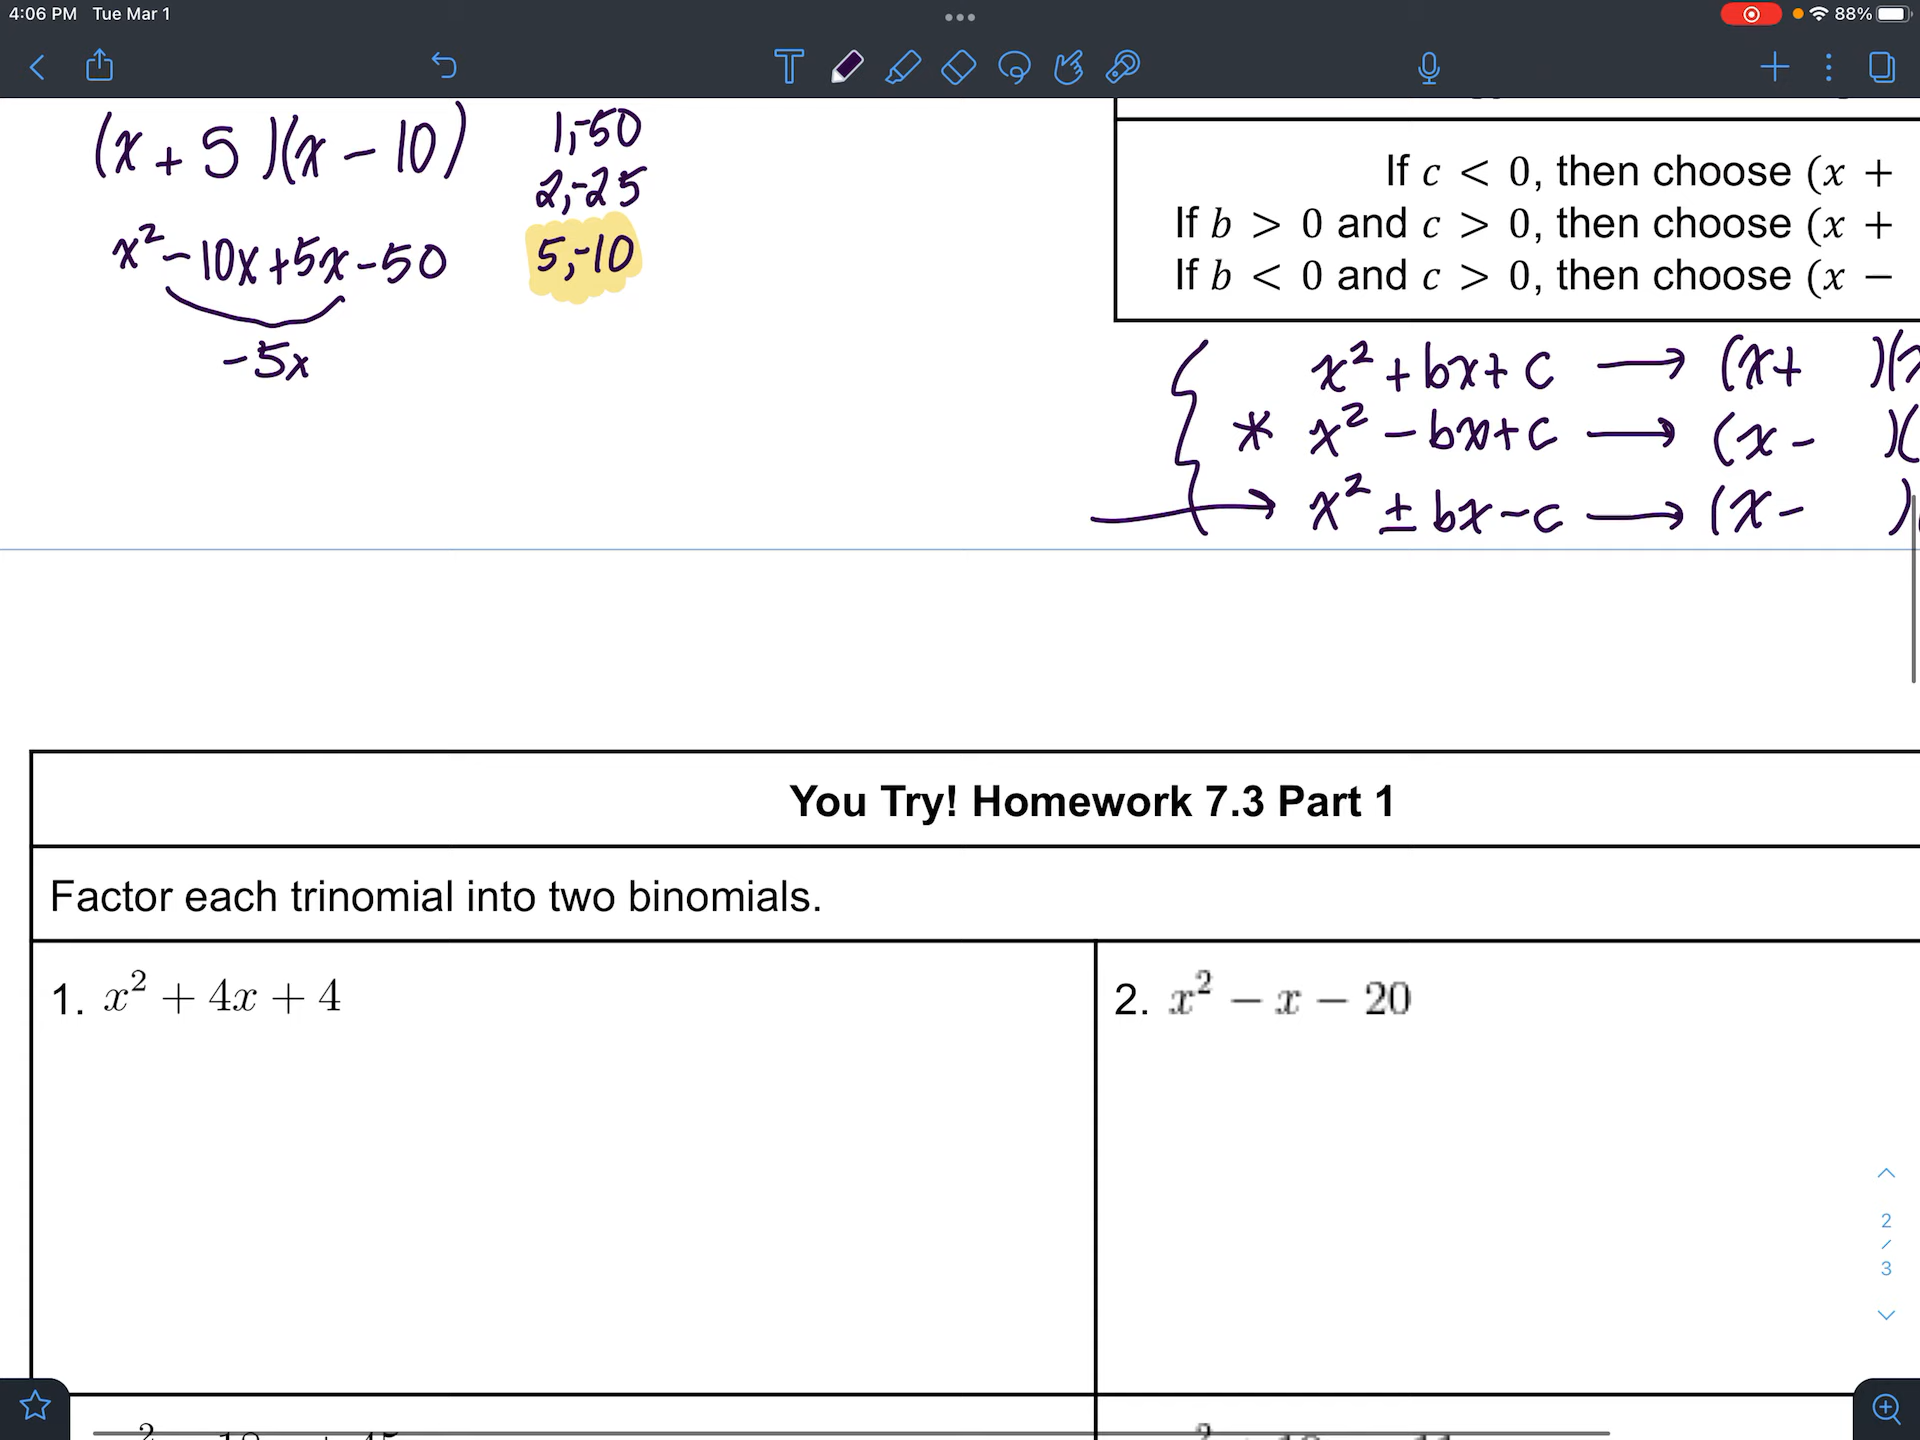 4:06 PM Tue Mar 1
88%
(x + 5)(x - 10)
1,-50
2,-25
5,-10
x² - 10x + 5x - 50
-5x
If c < 0, then choose (x +
If b > 0 and c > 0, then choose (x +
If b < 0 and c > 0, then choose (x −
x² + bx + c → (x+ )(x
* x² - bx + c → (x- )(
x² ± bx - c → (x- )
You Try! Homework 7.3 Part 1
Factor each trinomial into two binomials.
1. x² + 4x + 4
2. x² − x − 20
2
/
3